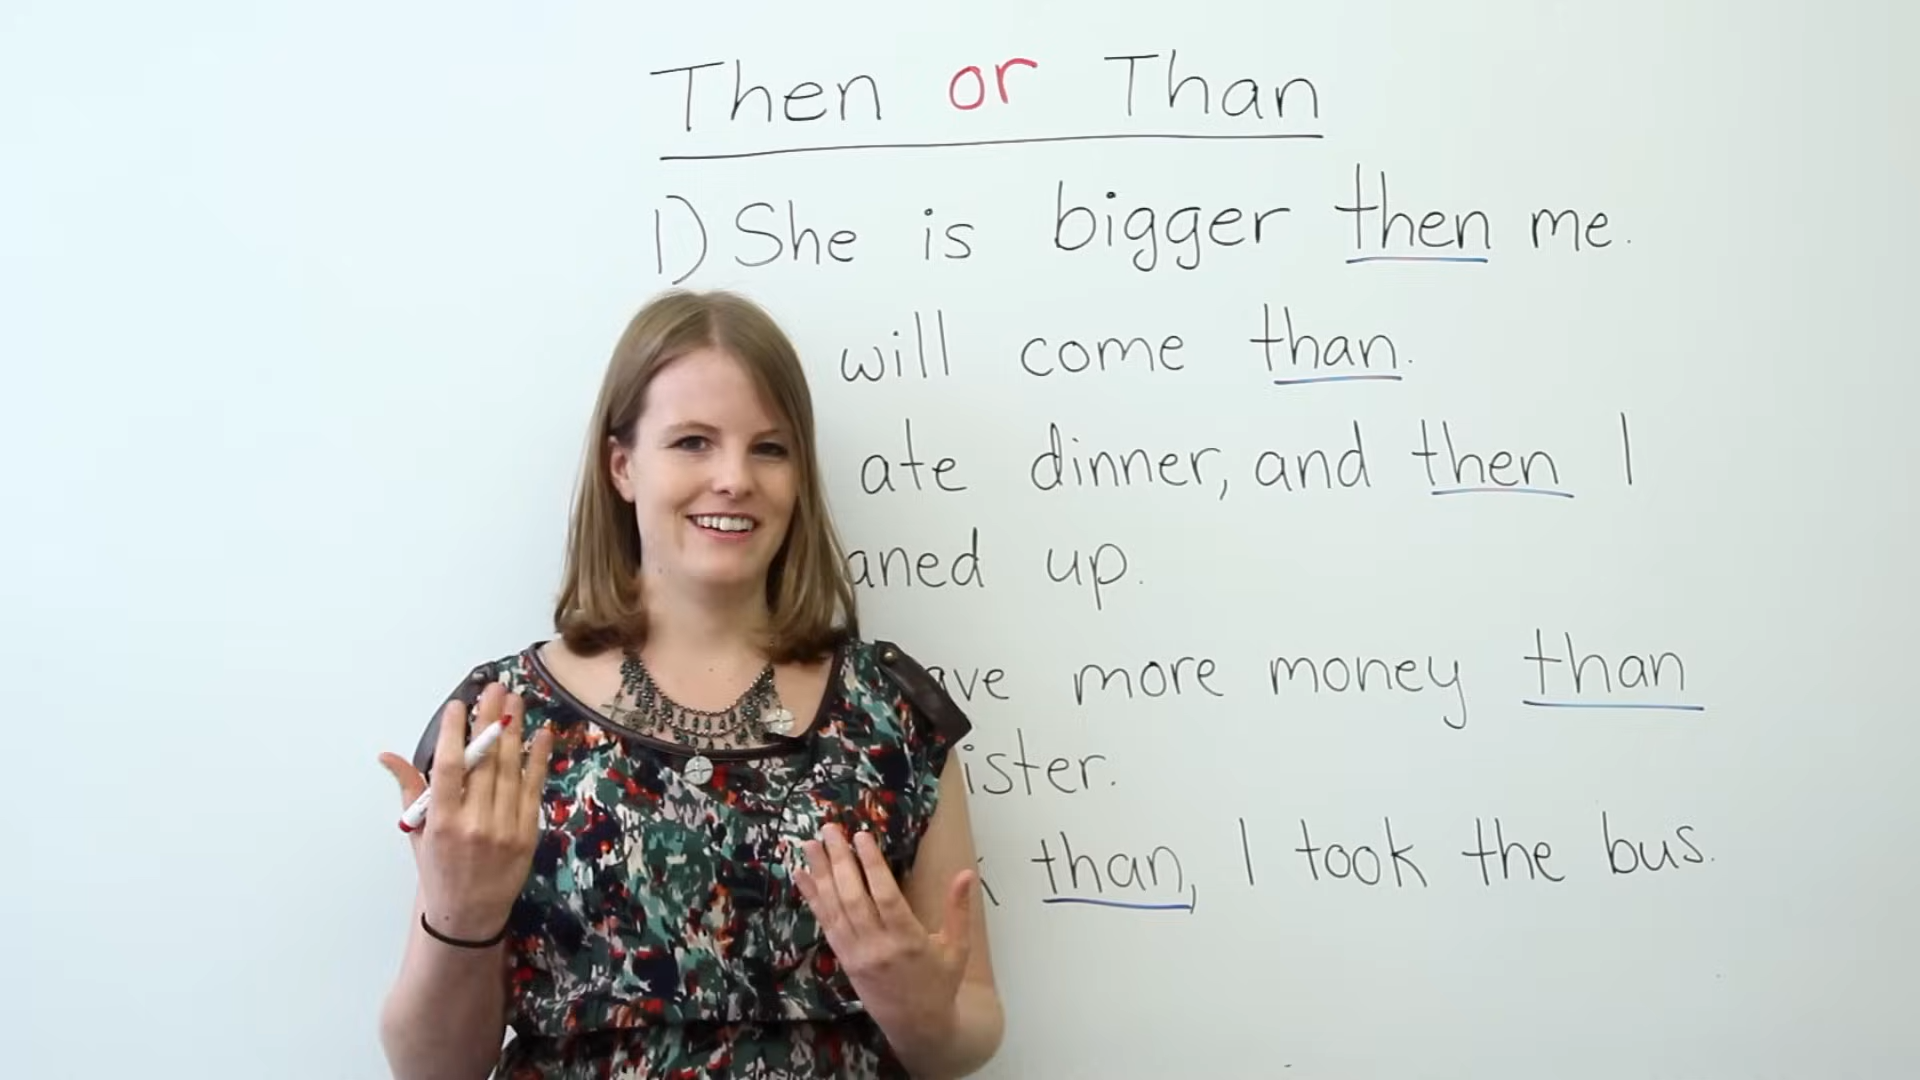 Then or Than
1) She is bigger then me.
will come than.
ate dinner, and then I
aned up.
ave more money than
ister.
than, I took the bus.